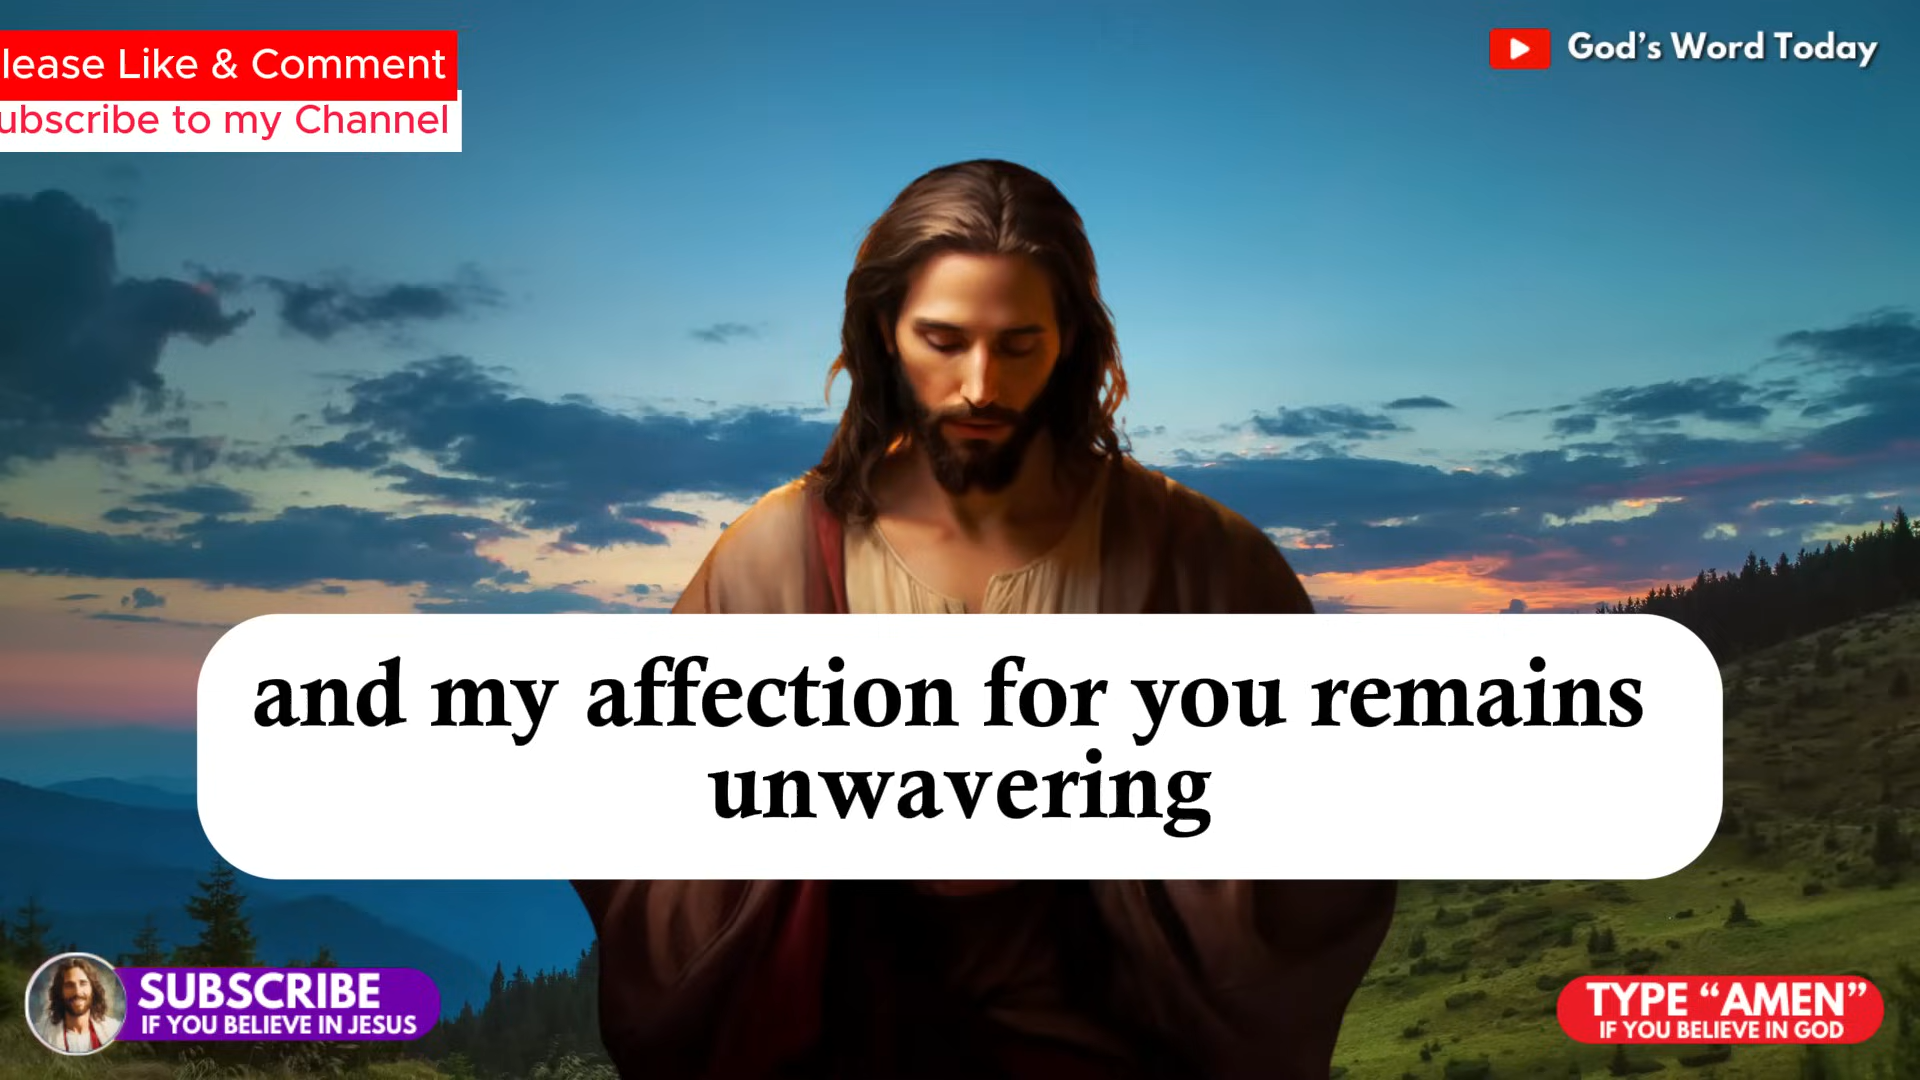 lease Like & Comment
ubscribe to my Channel
God's Word Today
and my affection for you remains
unwavering
SUBSCRIBE
IF YOU BELIEVE IN JESUS
TYPE “AMEN”
IF YOU BELIEVE IN GOD